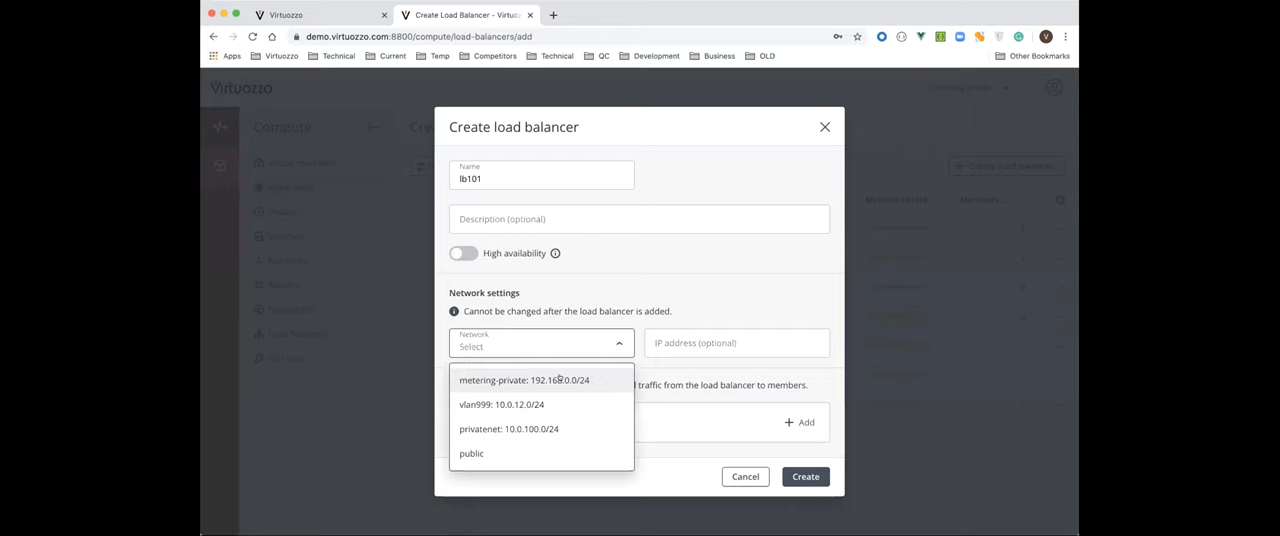 Virtuozzo
Create Load Balancer - Virtuoz
demo.virtuozzo.com:8800/compute/load-balancers/add
Apps Virtuozzo Technical Current Temp Competitors Technical QC Development Business OLD Other Bookmarks
Virtuozzo
Compute
Create load balancer
Name
lb101
Description (optional)
High availability
Network settings
Cannot be changed after the load balancer is added.
Network
Select
IP address (optional)
metering-private: 192.168.0.0/24
traffic from the load balancer to members.
vlan999: 10.0.12.0/24
Add
privatenet: 10.0.100.0/24
public
Cancel
Create